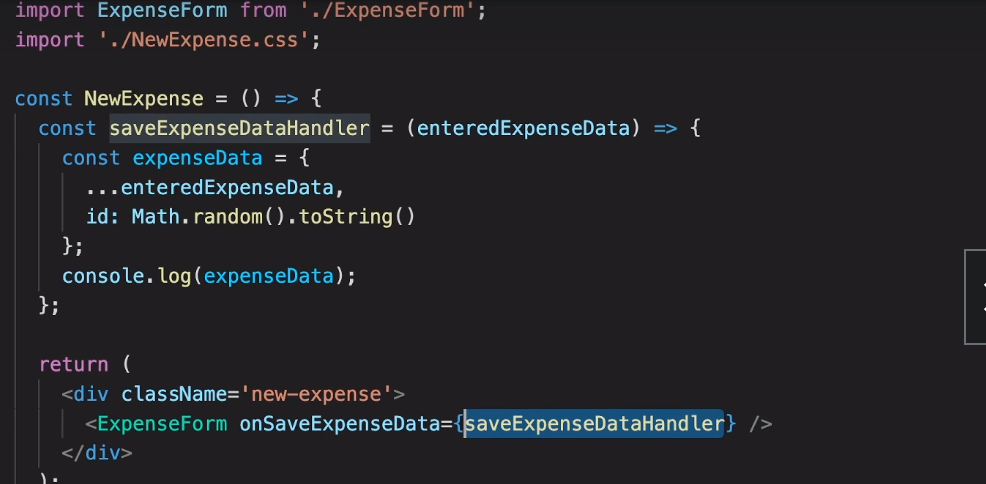 import ExpenseForm from './ExpenseForm';
import './NewExpense.css';
const NewExpense = () => {
const saveExpenseDataHandler = (enteredExpenseData) => {
const expenseData = {
...enteredExpenseData,
id: Math.random().toString()
};
console.log(expenseData);
};
return (
<div className='new-expense'>
<ExpenseForm onSaveExpenseData={saveExpenseDataHandler} />
</div>
);